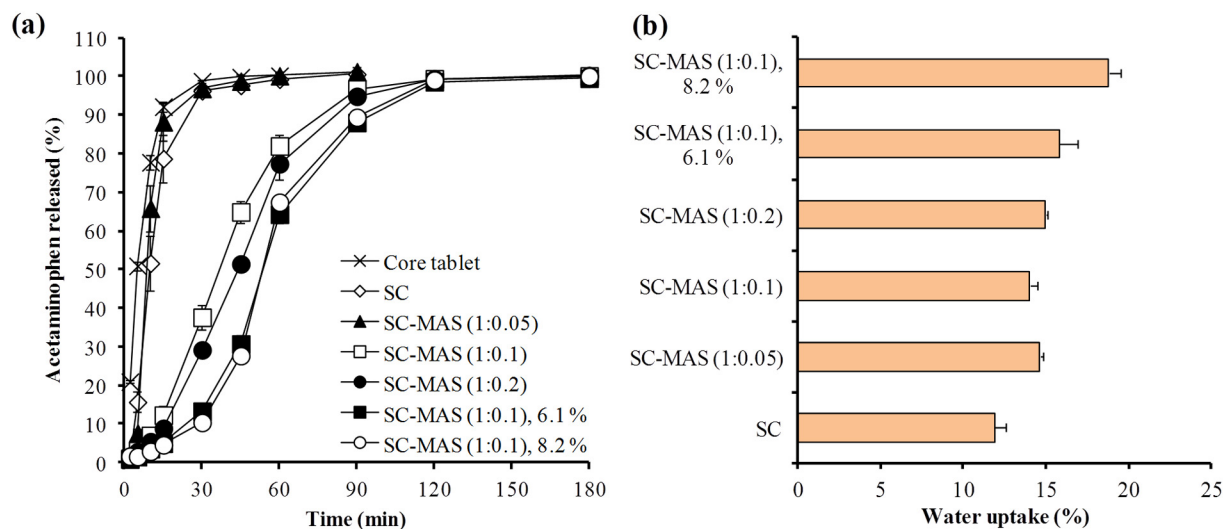 (a)
110
100
90
80
70
60
50
40
30
20
10
0
Acetaminophen released (%)
0 30 60 90 120 150 180
Time (min)
Core tablet
SC
SC-MAS (1:0.05)
SC-MAS (1:0.1)
SC-MAS (1:0.2)
SC-MAS (1:0.1), 6.1 %
SC-MAS (1:0.1), 8.2 %
(b)
SC-MAS (1:0.1),
8.2 %
SC-MAS (1:0.1),
6.1 %
SC-MAS (1:0.2)
SC-MAS (1:0.1)
SC-MAS (1:0.05)
SC
0 5 10 15 20 25
Water uptake (%)